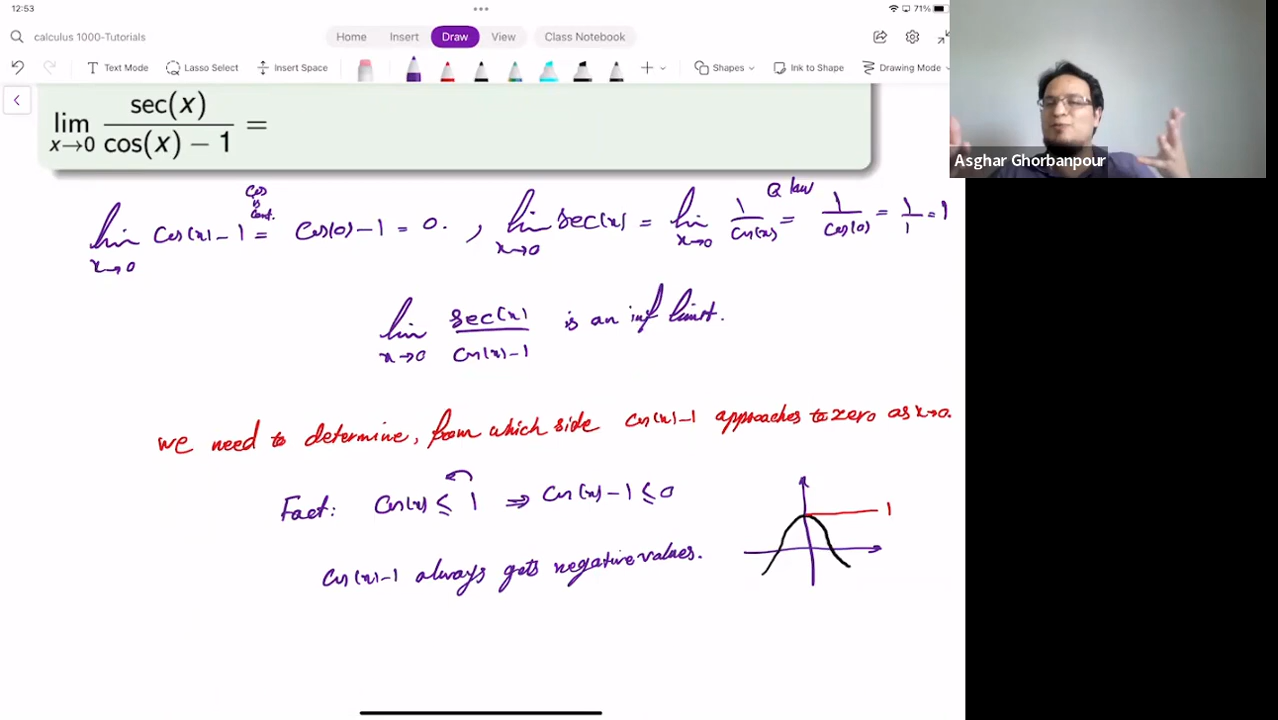 12:53
71%
calculus 1000-Tutorials
Home Insert Draw View Class Notebook
Text Mode Lasso Select Insert Space Shapes Ink to Shape Drawing Mode
lim x→0 sec(x) / cos(x) − 1 =
Asghar Ghorbanpour
cos is cont.
Q law
lim x→0 cos(x) − 1 = cos(0) − 1 = 0. , lim x→0 sec(x) = lim x→0 1/cos(x) = 1/cos(0) = 1/1 = 1
lim x→0 sec(x) / cos(x) − 1 is an inf limit.
we need to determine, from which side cos(x) − 1 approaches to zero as x→0.
Fact: cos(x) ≤ 1 ⇒ cos(x) − 1 ≤ 0
1
cos(x) − 1 always gets negative values.